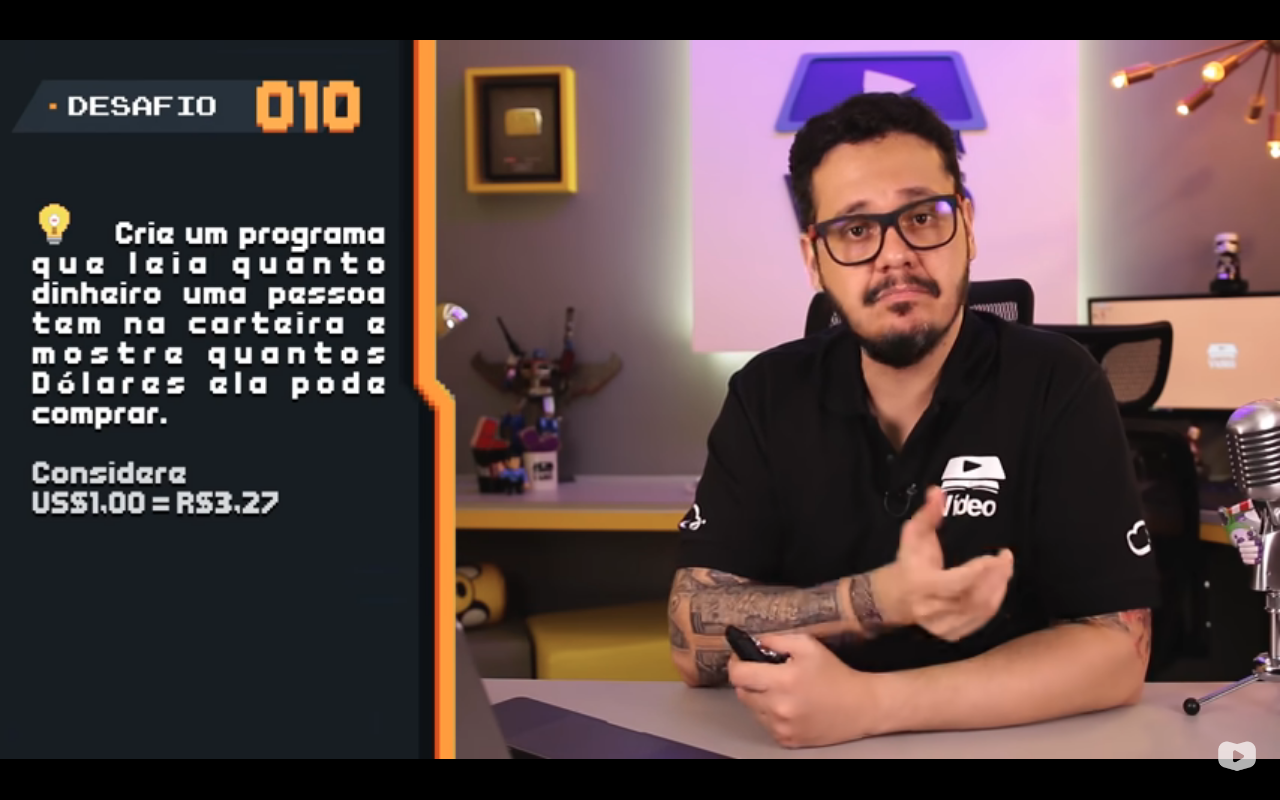 DESAFIO 010
Crie um programa
que leia quanto
dinheiro uma pessoa
tem na carteira e
mostre quantos
Dólares ela pode
comprar.
Considere
US$1.00 = R$3.27
Vídeo